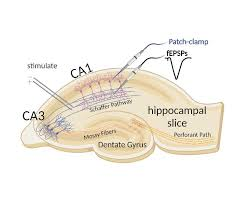 Patch-clamp
fEPSPs
stimulate
CA1
Schaffer Pathway
CA3
hippocampal
slice
Mossy Fibers
Perforant Path
Dentate Gyrus